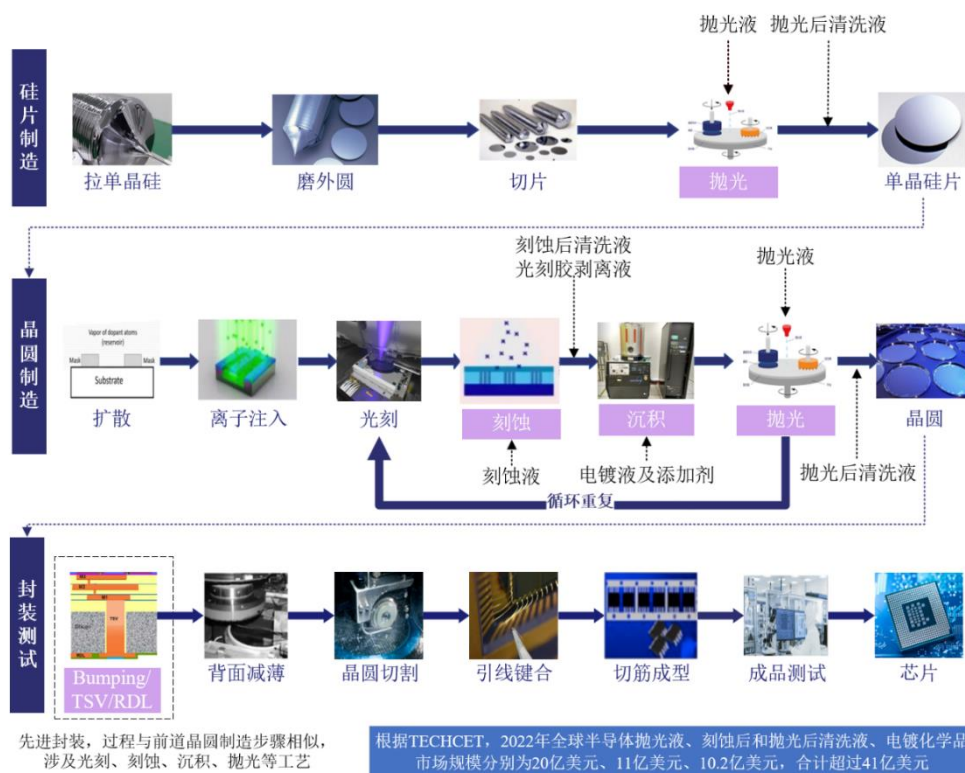 抛光液
抛光后清洗液
硅片制造
拉单晶硅
磨外圆
切片
抛光
单晶硅片
刻蚀后清洗液
光刻胶剥离液
抛光液
晶圆制造
Vapor of dopant atoms
(reservoir)
Mask
Mask
Substrate
扩散
离子注入
光刻
刻蚀
沉积
抛光
晶圆
刻蚀液
电镀液及添加剂
抛光后清洗液
循环重复
封装测试
TSV
Bumping/
TSV/RDL
背面减薄
晶圆切割
引线键合
切筋成型
成品测试
芯片
先进封装，过程与前道晶圆制造步骤相似，
涉及光刻、刻蚀、沉积、抛光等工艺
根据TECHCET，2022年全球半导体抛光液、刻蚀后和抛光后清洗液、电镀化学品
市场规模分别为20亿美元、11亿美元、10.2亿美元，合计超过41亿美元